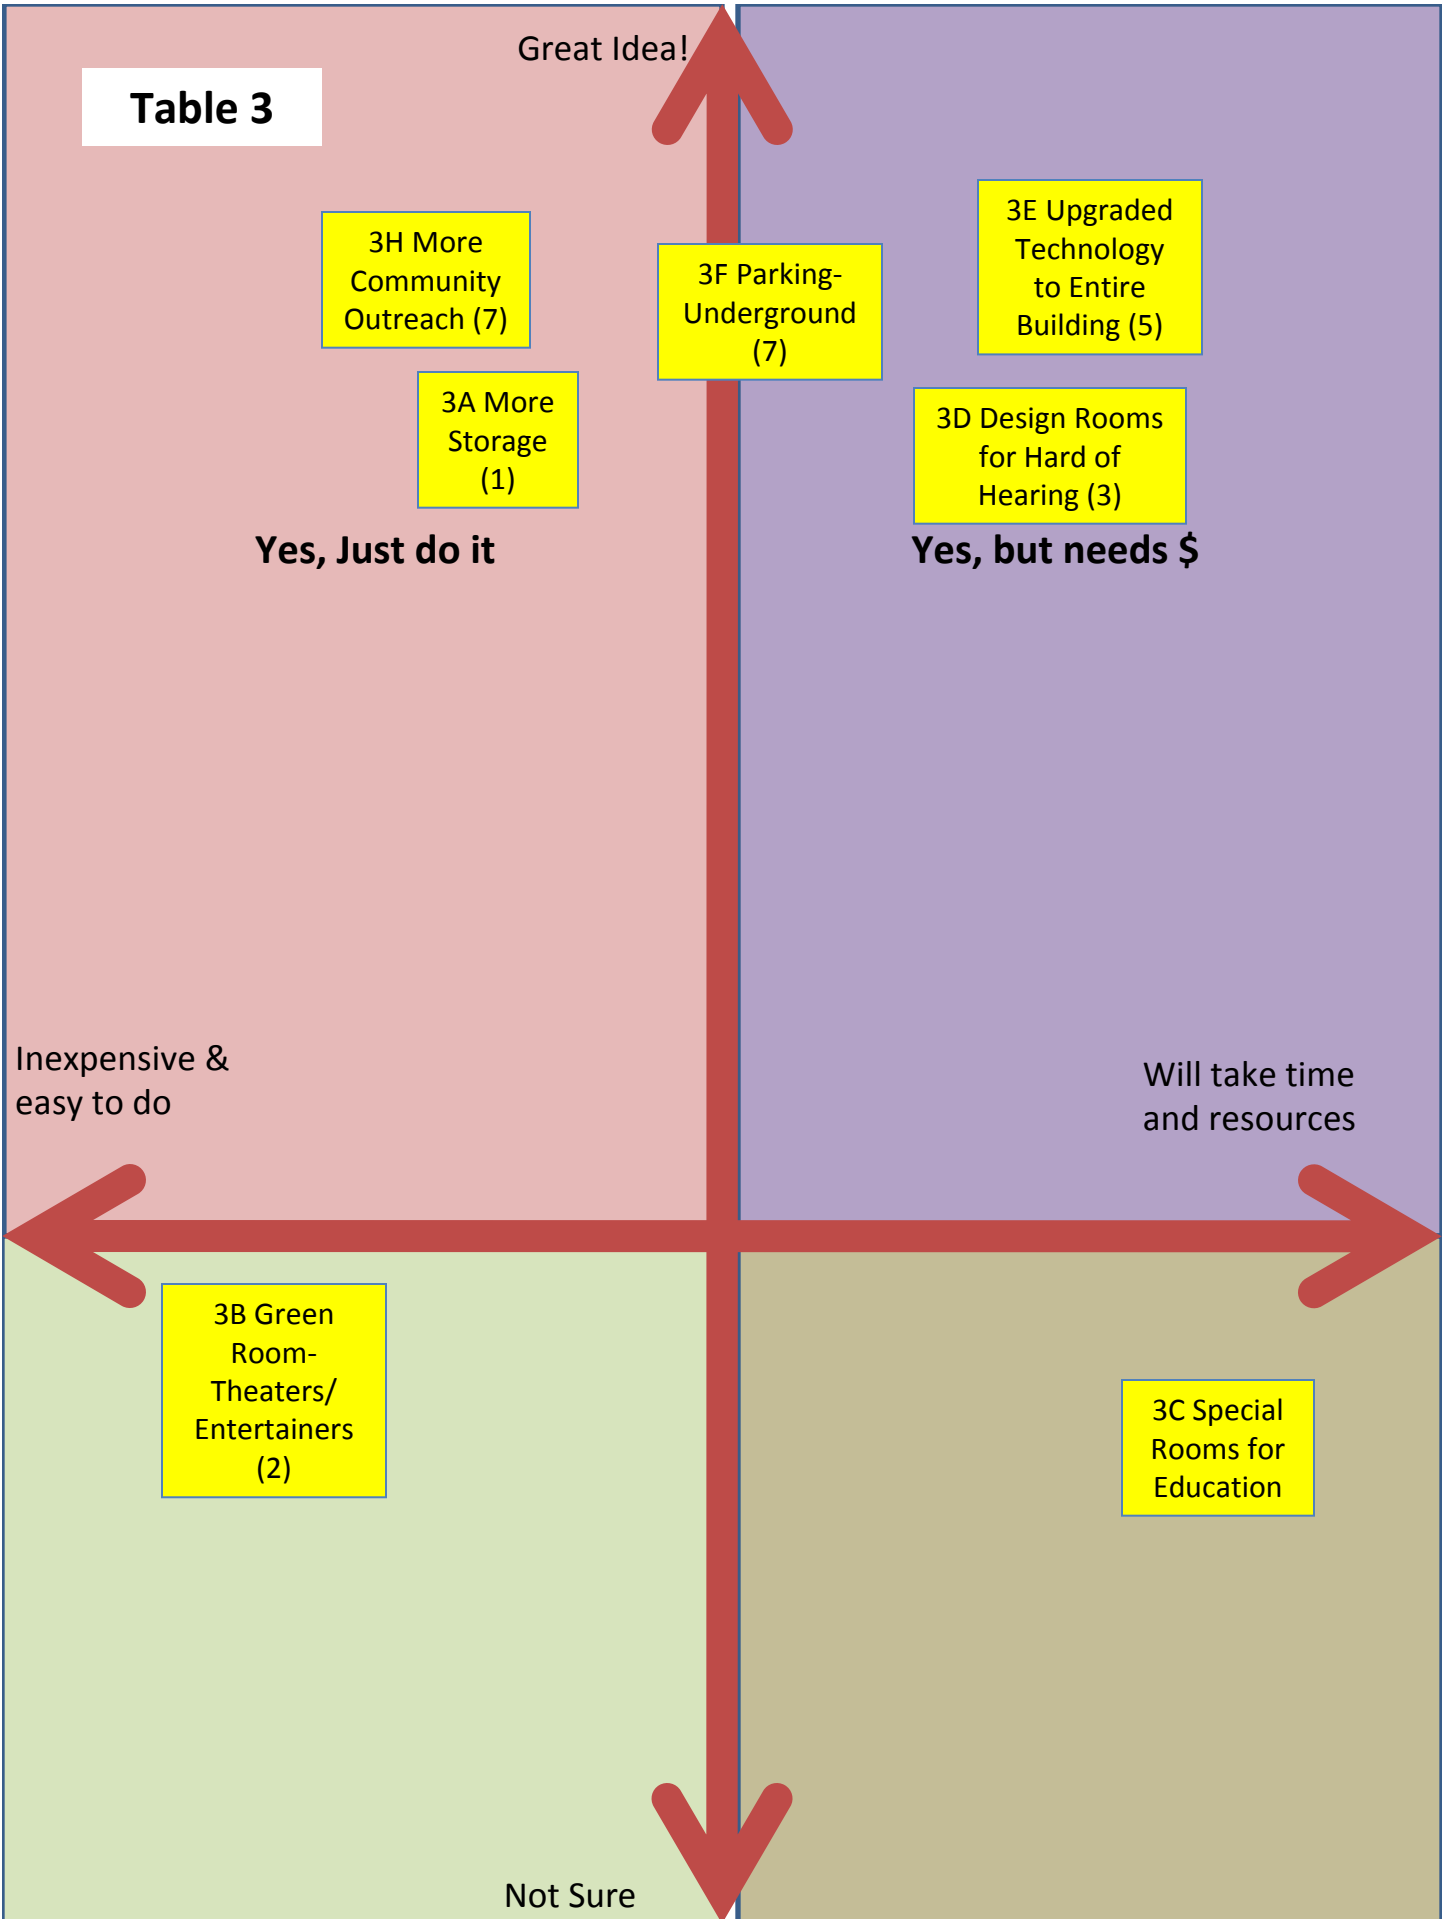 Great Idea!
Table 3
3H More
Community
Outreach (7)
3F Parking-
Underground
(7)
3E Upgraded
Technology
to Entire
Building (5)
3A More
Storage
(1)
3D Design Rooms
for Hard of
Hearing (3)
Yes, Just do it
Yes, but needs $
Inexpensive &
easy to do
Will take time
and resources
3B Green
Room-
Theaters/
Entertainers
(2)
3C Special
Rooms for
Education
Not Sure